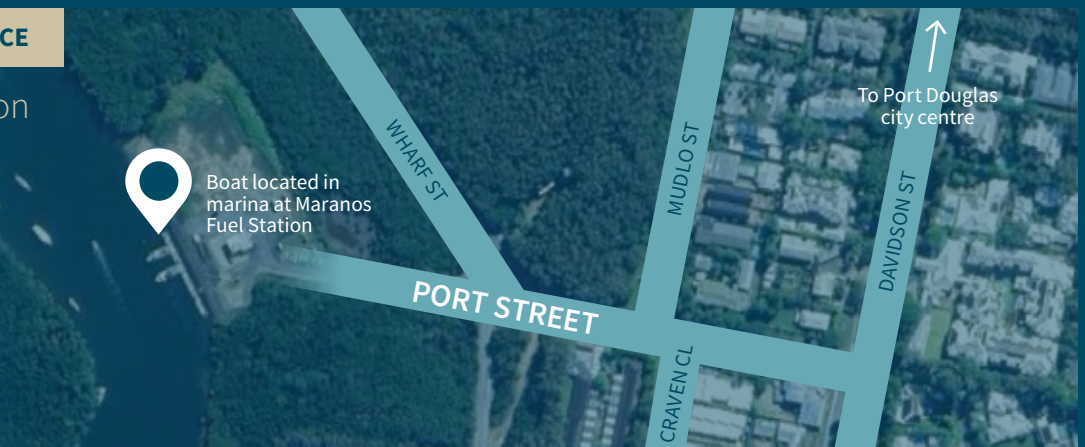 CE
on
To Port Douglas
city centre
WHARF ST
MUDLO ST
DAVIDSON ST
Boat located in
marina at Maranos
Fuel Station
PORT STREET
CRAVEN CL